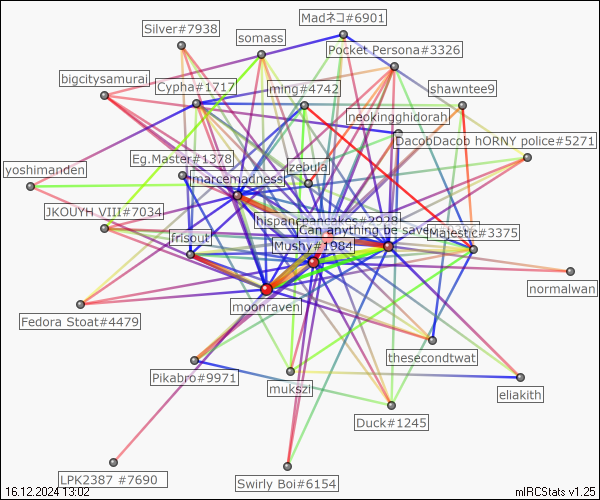 Madネコ#6901
Silver#7938
somass
Pocket Persona#3326
bigcitysamurai
Cypha#1717
ming#4742
shawntee9
neokingghidorah
DacobDacob hORNY police#5271
Eg.Master#1378
zebula
yoshimanden
marcemadness
JKOUYH VIII#7034
hispanicpancakes#2928
Can anything be save
Majestic#3375
frisout
Mushy#1984
normalwan
moonraven
Fedora Stoat#4479
thesecondtwat
Pikabro#9971
mukszi
eliakith
Duck#1245
LPK2387 #7690
Swirly Boi#6154
16.12.2024 13:02
mIRCStats v1.25